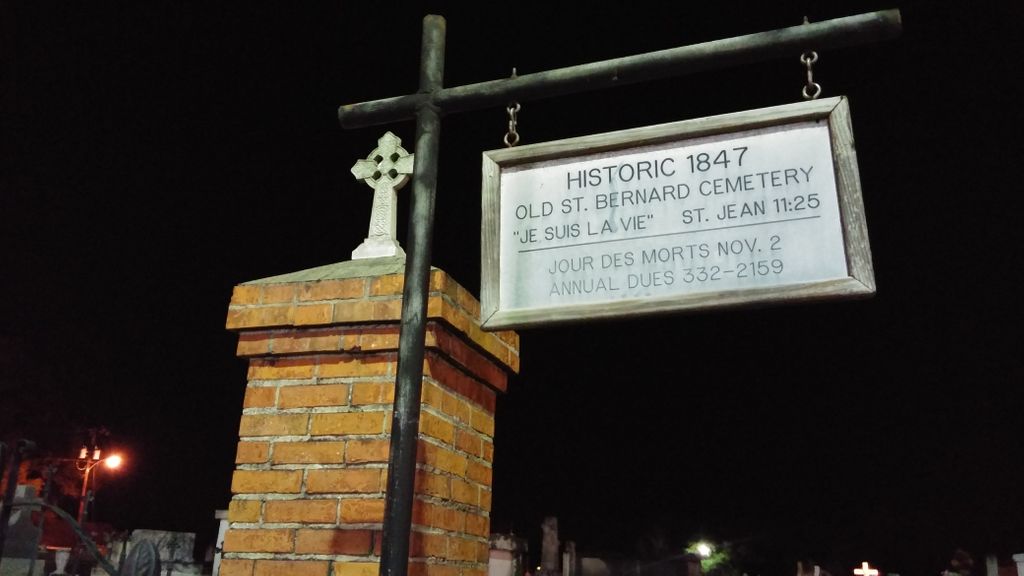 HISTORIC 1847
OLD ST. BERNARD CEMETERY
"JE SUIS LA VIE" ST. JEAN 11:25
JOUR DES MORTS NOV. 2
ANNUAL DUES 332-2159